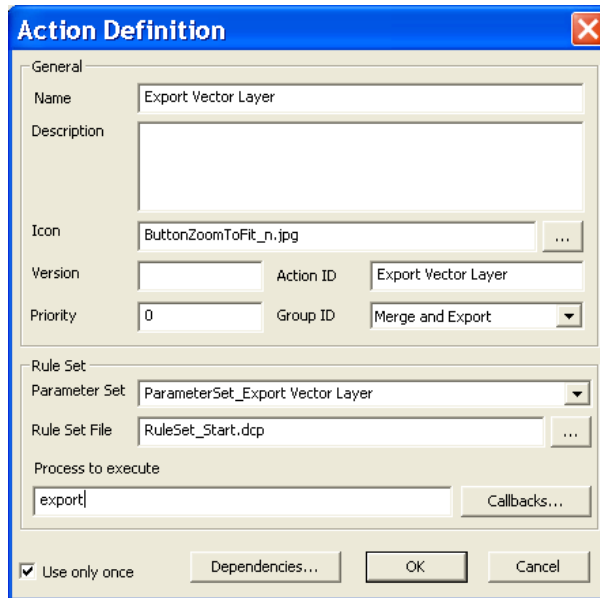 Action Definition
General
Name Export Vector Layer
Description
Icon ButtonZoomToFit_n.jpg ...
Version Action ID Export Vector Layer
Priority 0 Group ID Merge and Export
Rule Set
Parameter Set ParameterSet_Export Vector Layer
Rule Set File RuleSet_Start.dcp ...
Process to execute
export Callbacks...
Use only once Dependencies... OK Cancel